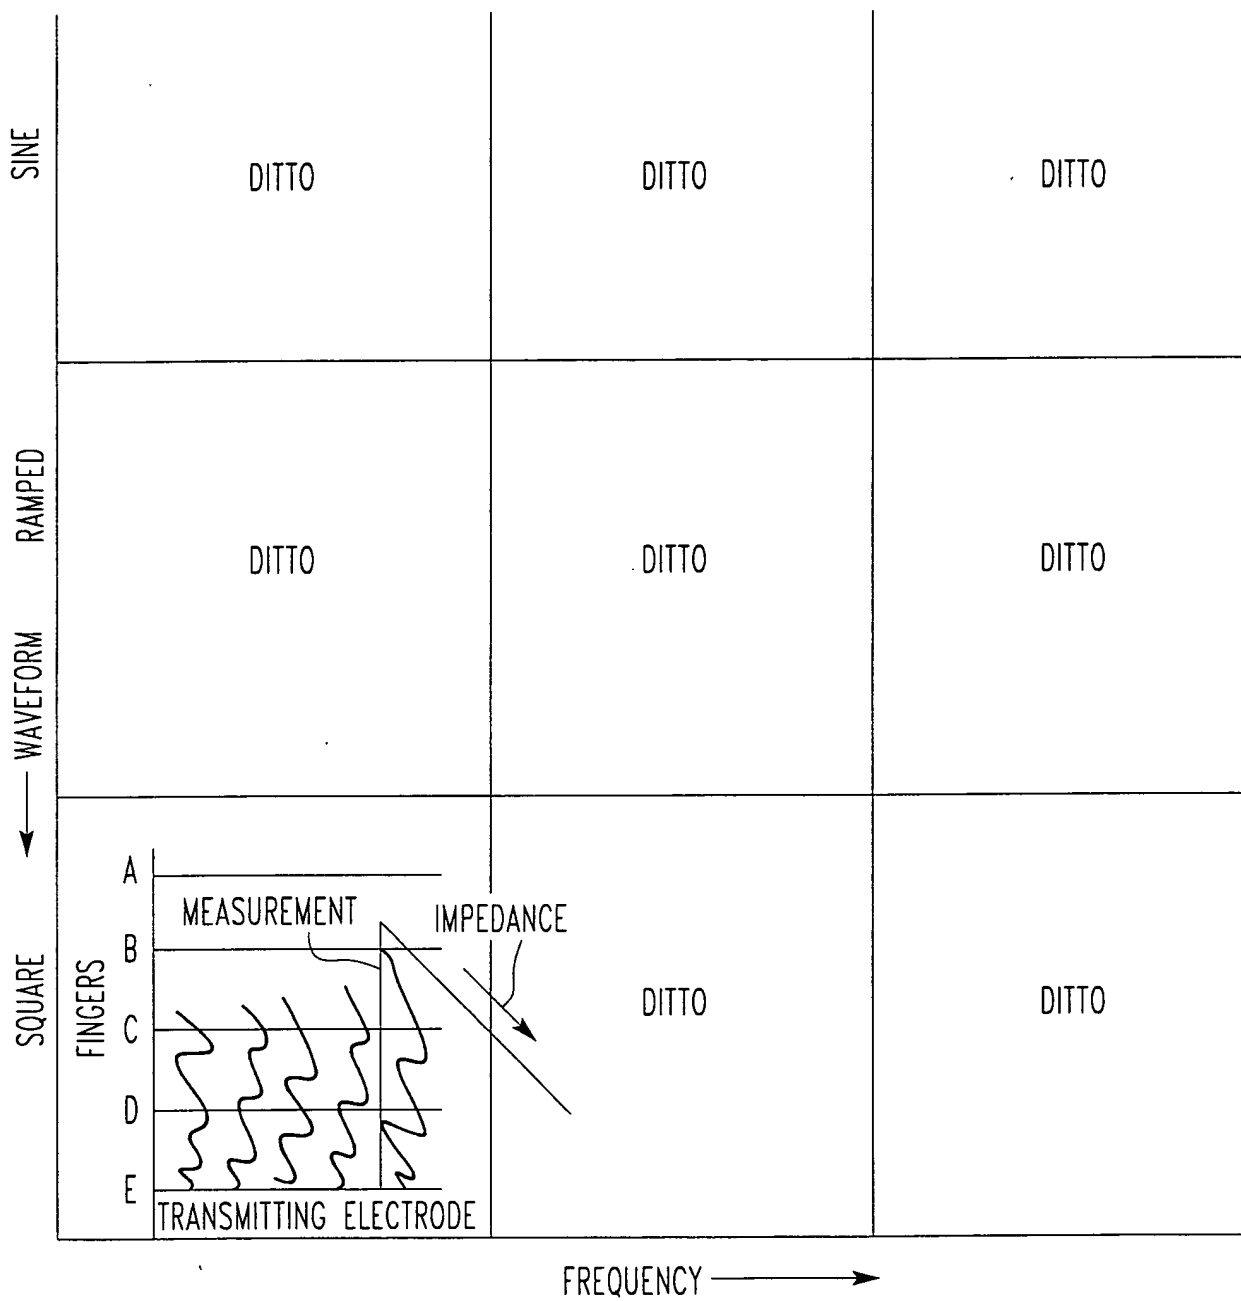 SINE
DITTO
DITTO
DITTO
RAMPED
DITTO
DITTO
DITTO
WAVEFORM
SQUARE
FINGERS
A
MEASUREMENT
IMPEDANCE
B
C
DITTO
DITTO
D
E
TRANSMITTING ELECTRODE
FREQUENCY